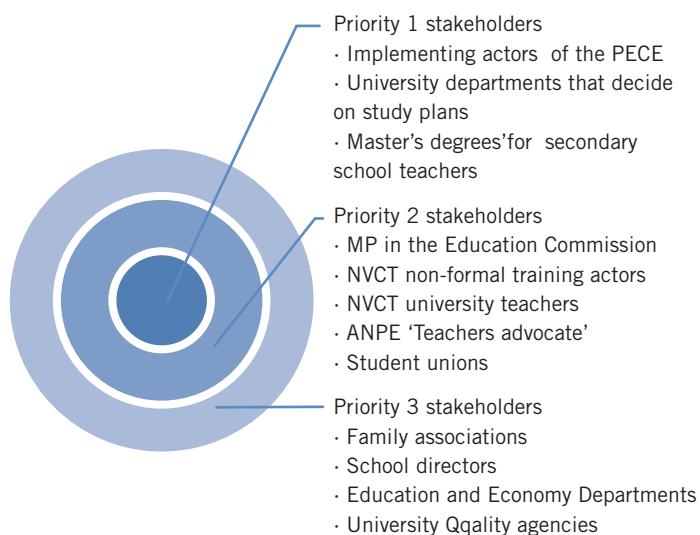 Priority 1 stakeholders
· Implementing actors of the PECE
· University departments that decide
on study plans
· Master's degrees'for secondary
school teachers
Priority 2 stakeholders
· MP in the Education Commission
· NVCT non-formal training actors
· NVCT university teachers
· ANPE ‘Teachers advocate’
· Student unions
Priority 3 stakeholders
· Family associations
· School directors
· Education and Economy Departments
· University Qqality agencies